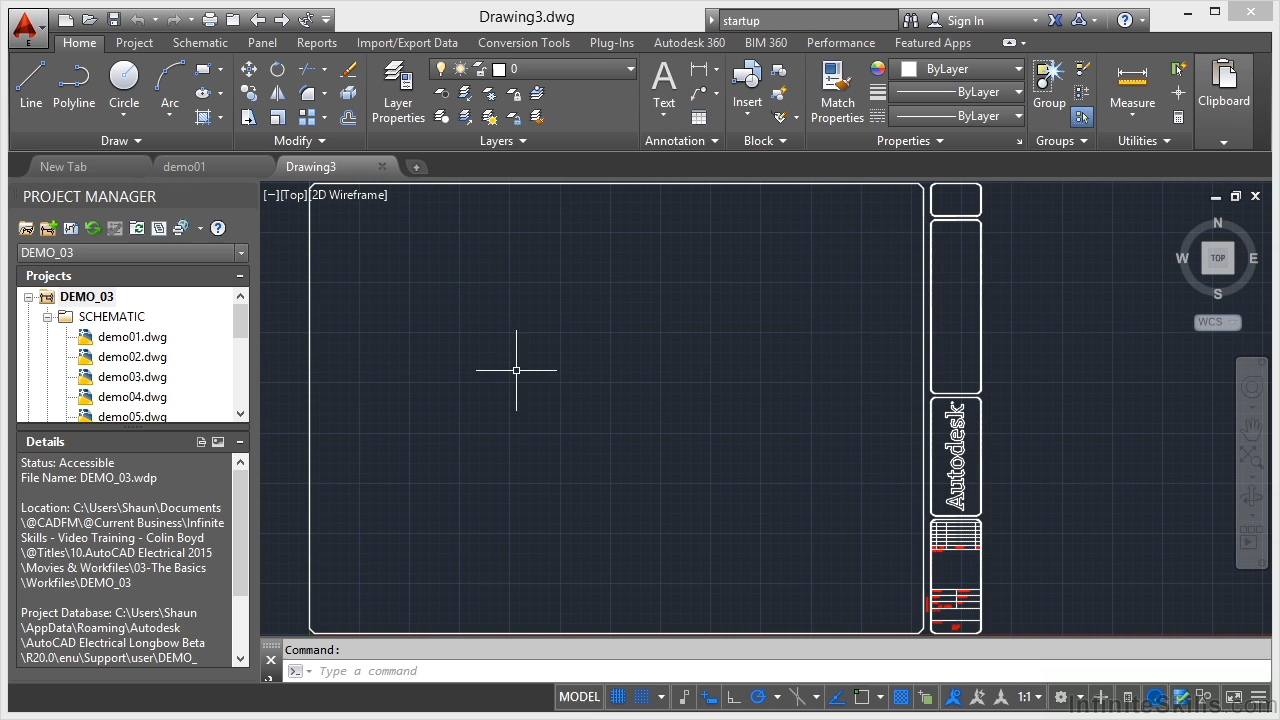 Drawing3.dwg
startup
Sign In
E
Home Project Schematic Panel Reports Import/Export Data Conversion Tools Plug-Ins Autodesk 360 BIM 360 Performance Featured Apps
Line Polyline Circle Arc
Layer Properties
0
Text
Insert
Match Properties
ByLayer
ByLayer
ByLayer
Group
Measure
Clipboard
Draw Modify Layers Annotation Block Properties Groups Utilities
New Tab demo01 Drawing3
PROJECT MANAGER
DEMO_03
Projects
DEMO_03
SCHEMATIC
demo01.dwg
demo02.dwg
demo03.dwg
demo04.dwg
demo05.dwg
Details
Status: Accessible
File Name: DEMO_03.wdp
Location: C:\Users\Shaun\Documents
\@CADFM\@Current Business\Infinite
Skills - Video Training - Colin Boyd
\@Titles\10.AutoCAD Electrical 2015
\Movies & Workfiles\03-The Basics
\Workfiles\DEMO_03
Project Database: C:\Users\Shaun
\AppData\Roaming\Autodesk
\AutoCAD Electrical Longbow Beta
\R20.0\enu\Support\user\DEMO_
[−][Top][2D Wireframe]
N
W TOP E
S
WCS
Autodesk
Command:
Type a command
MODEL
1:1
InfiniteSkills.com